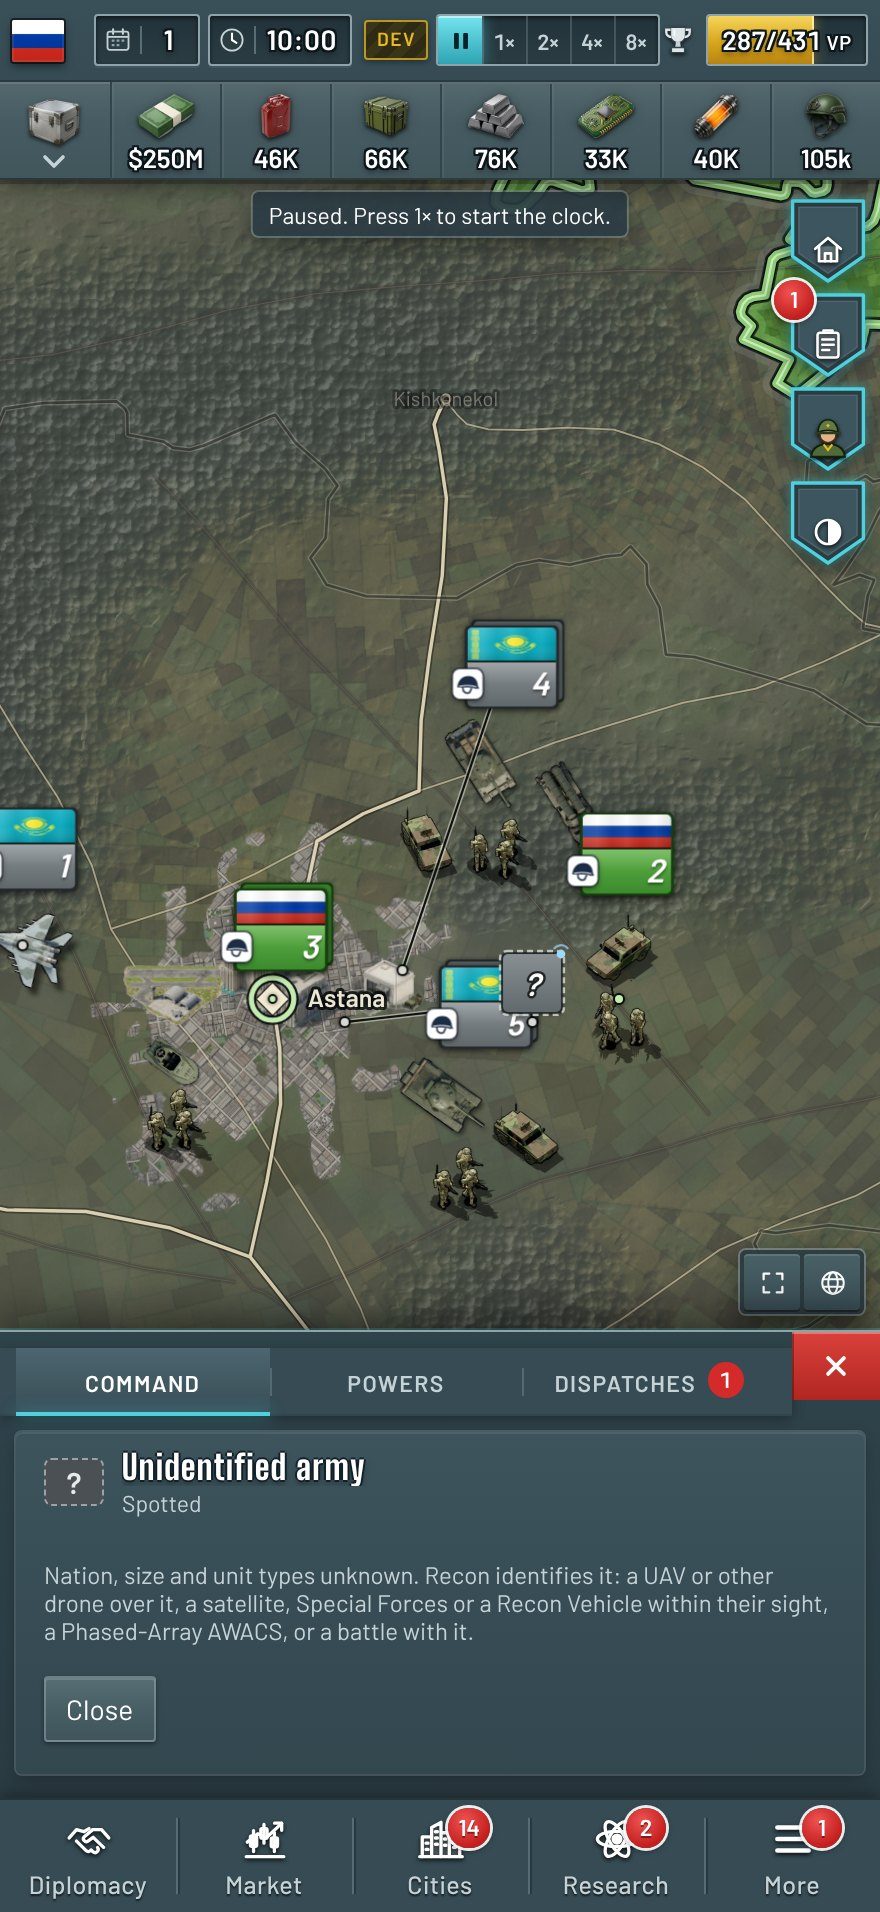 1
10:00
DEV
1×
2×
4×
8×
287/431 VP
$250M
46K
66K
76K
33K
40K
105k
Paused. Press 1× to start the clock.
1
Kishkenekol
4
1
2
3
?
Astana
5
COMMAND
POWERS
DISPATCHES 1
?
Unidentified army
Spotted
Nation, size and unit types unknown. Recon identifies it: a UAV or other
drone over it, a satellite, Special Forces or a Recon Vehicle within their sight,
a Phased-Array AWACS, or a battle with it.
Close
14
2
1
Diplomacy
Market
Cities
Research
More